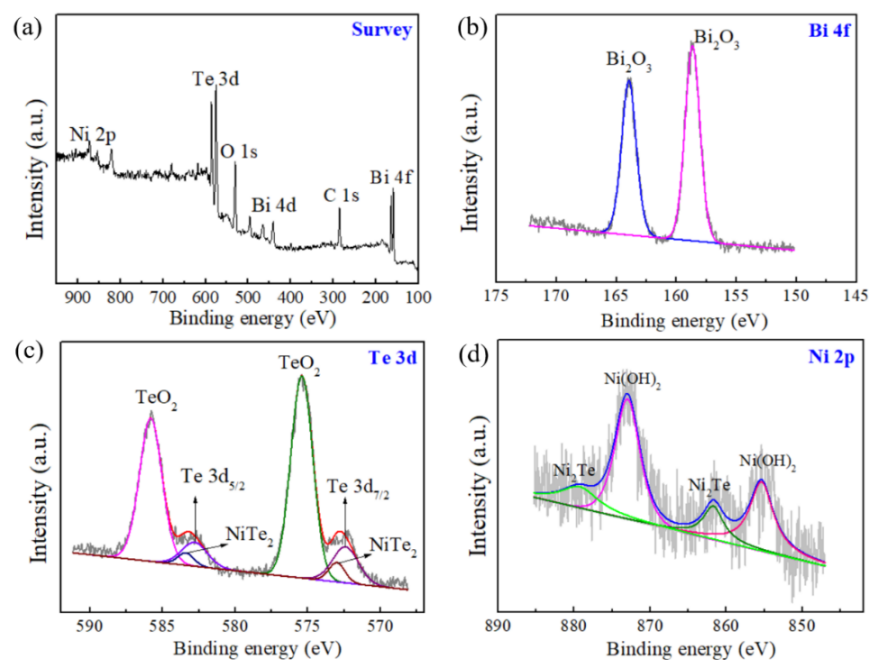 (a)
Survey
Te 3d
Ni 2p
O 1s
Bi 4d
C 1s
Bi 4f
Intensity (a.u.)
900 800 700 600 500 400 300 200 100
Binding energy (eV)
(b)
Bi 4f
Bi₂O₃
Bi₂O₃
Intensity (a.u.)
175 170 165 160 155 150 145
Binding energy (eV)
(c)
Te 3d
TeO₂
TeO₂
Te 3d₅/₂
NiTe₂
Te 3d₇/₂
NiTe₂
Intensity (a.u.)
590 585 580 575 570
Binding energy (eV)
(d)
Ni 2p
Ni(OH)₂
Ni₂Te
Ni₂Te
Ni(OH)₂
Intensity (a.u.)
890 880 870 860 850
Binding energy (eV)